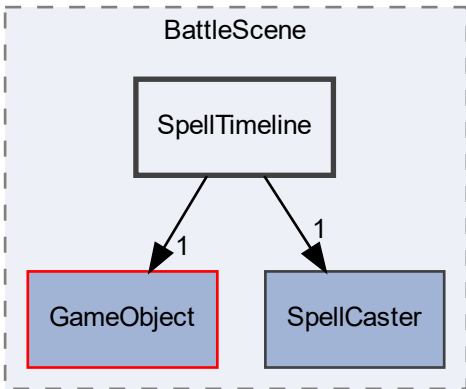 BattleScene
SpellTimeline
1
1
GameObject
SpellCaster